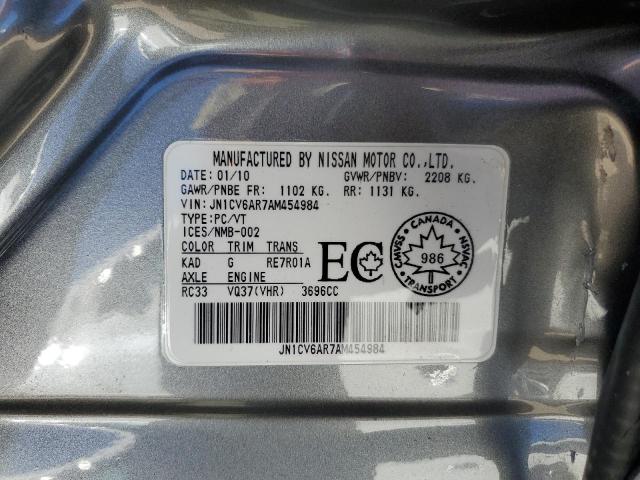 MANUFACTURED BY NISSAN MOTOR CO.,LTD.
DATE: 01/10 GVWR/PNBV: 2208 KG.
GAWR/PNBE FR: 1102 KG. RR: 1131 KG.
VIN:JN1CV6AR7AM454984
TYPE:PC/VT
ICES/NMB-002
COLOR TRIM TRANS
KAD G RE7R01A
AXLE ENGINE
RC33 VQ37(VHR) 3696CC
EC
CANADA
CMVSS NSVAC
986
TRANSPORT
JN1CV6AR7AM454984